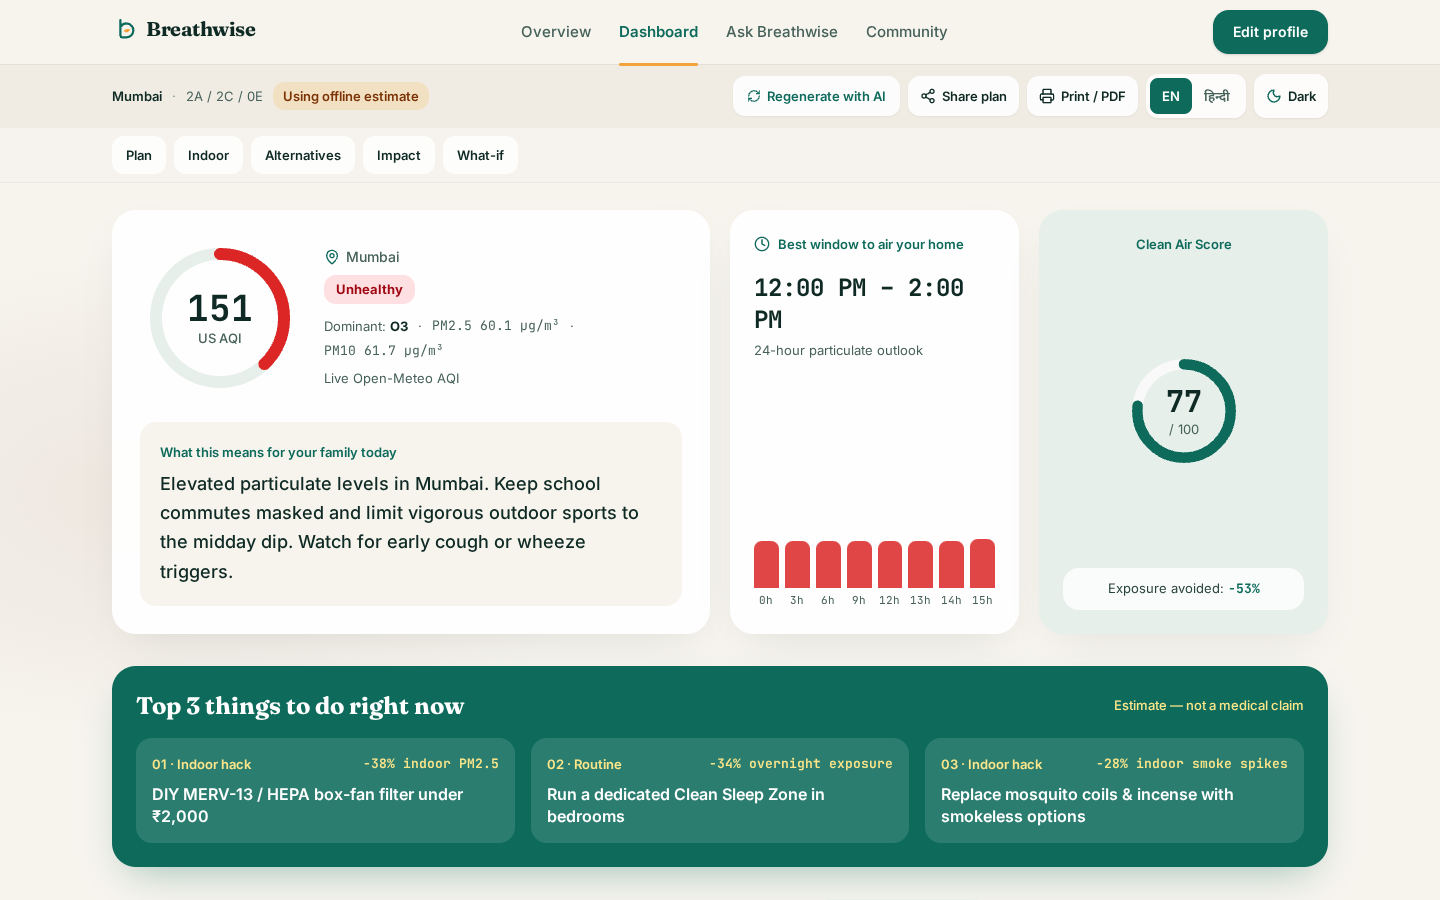 Breathwise
Overview
Dashboard
Ask Breathwise
Community
Edit profile
Mumbai · 2A / 2C / 0E
Using offline estimate
Regenerate with AI
Share plan
Print / PDF
EN
हिन्दी
Dark
Plan
Indoor
Alternatives
Impact
What-if
151
US AQI
Mumbai
Unhealthy
Dominant: O3 · PM2.5 60.1 µg/m³ ·
PM10 61.7 µg/m³
Live Open-Meteo AQI
What this means for your family today
Elevated particulate levels in Mumbai. Keep school
commutes masked and limit vigorous outdoor sports to
the midday dip. Watch for early cough or wheeze
triggers.
Best window to air your home
12:00 PM – 2:00
PM
24-hour particulate outlook
0h 3h 6h 9h 12h 13h 14h 15h
Clean Air Score
77
/ 100
Exposure avoided: -53%
Top 3 things to do right now
Estimate — not a medical claim
01 · Indoor hack
-38% indoor PM2.5
DIY MERV-13 / HEPA box-fan filter under
₹2,000
02 · Routine
-34% overnight exposure
Run a dedicated Clean Sleep Zone in
bedrooms
03 · Indoor hack
-28% indoor smoke spikes
Replace mosquito coils & incense with
smokeless options